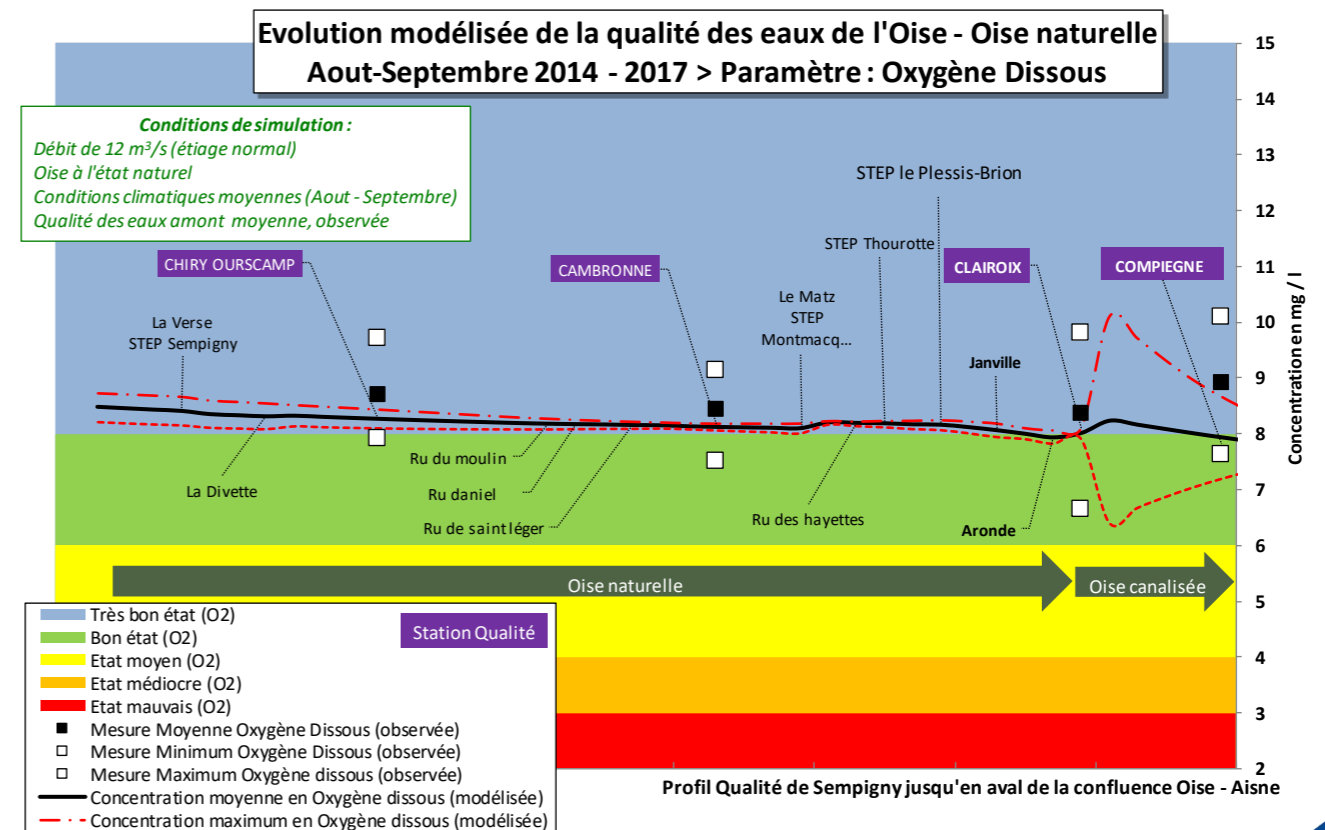 Evolution modélisée de la qualité des eaux de l'Oise - Oise naturelle
Aout-Septembre 2014 - 2017 > Paramètre : Oxygène Dissous
Conditions de simulation :
Débit de 12 m³/s (étiage normal)
Oise à l'état naturel
Conditions climatiques moyennes (Aout - Septembre)
Qualité des eaux amont moyenne, observée
CHIRY OURSCAMP
CAMBRONNE
CLAIROIX
COMPIEGNE
STEP le Plessis-Brion
STEP Thourotte
La Verse
STEP Sempigny
Le Matz
STEP
Montmacq...
Janville
La Divette
Ru du moulin
Ru daniel
Ru de saint léger
Ru des hayettes
Aronde
Oise naturelle
Oise canalisée
15
14
13
12
11
10
9
8
7
6
5
4
3
2
Concentration en mg / l
Station Qualité
Très bon état (O2)
Bon état (O2)
Etat moyen (O2)
Etat médiocre (O2)
Etat mauvais (O2)
Mesure Moyenne Oxygène Dissous (observée)
Mesure Minimum Oxygène Dissous (observée)
Mesure Maximum Oxygène dissous (observée)
Concentration moyenne en Oxygène dissous (modélisée)
Concentration maximum en Oxygène dissous (modélisée)
Profil Qualité de Sempigny jusqu'en aval de la confluence Oise - Aisne